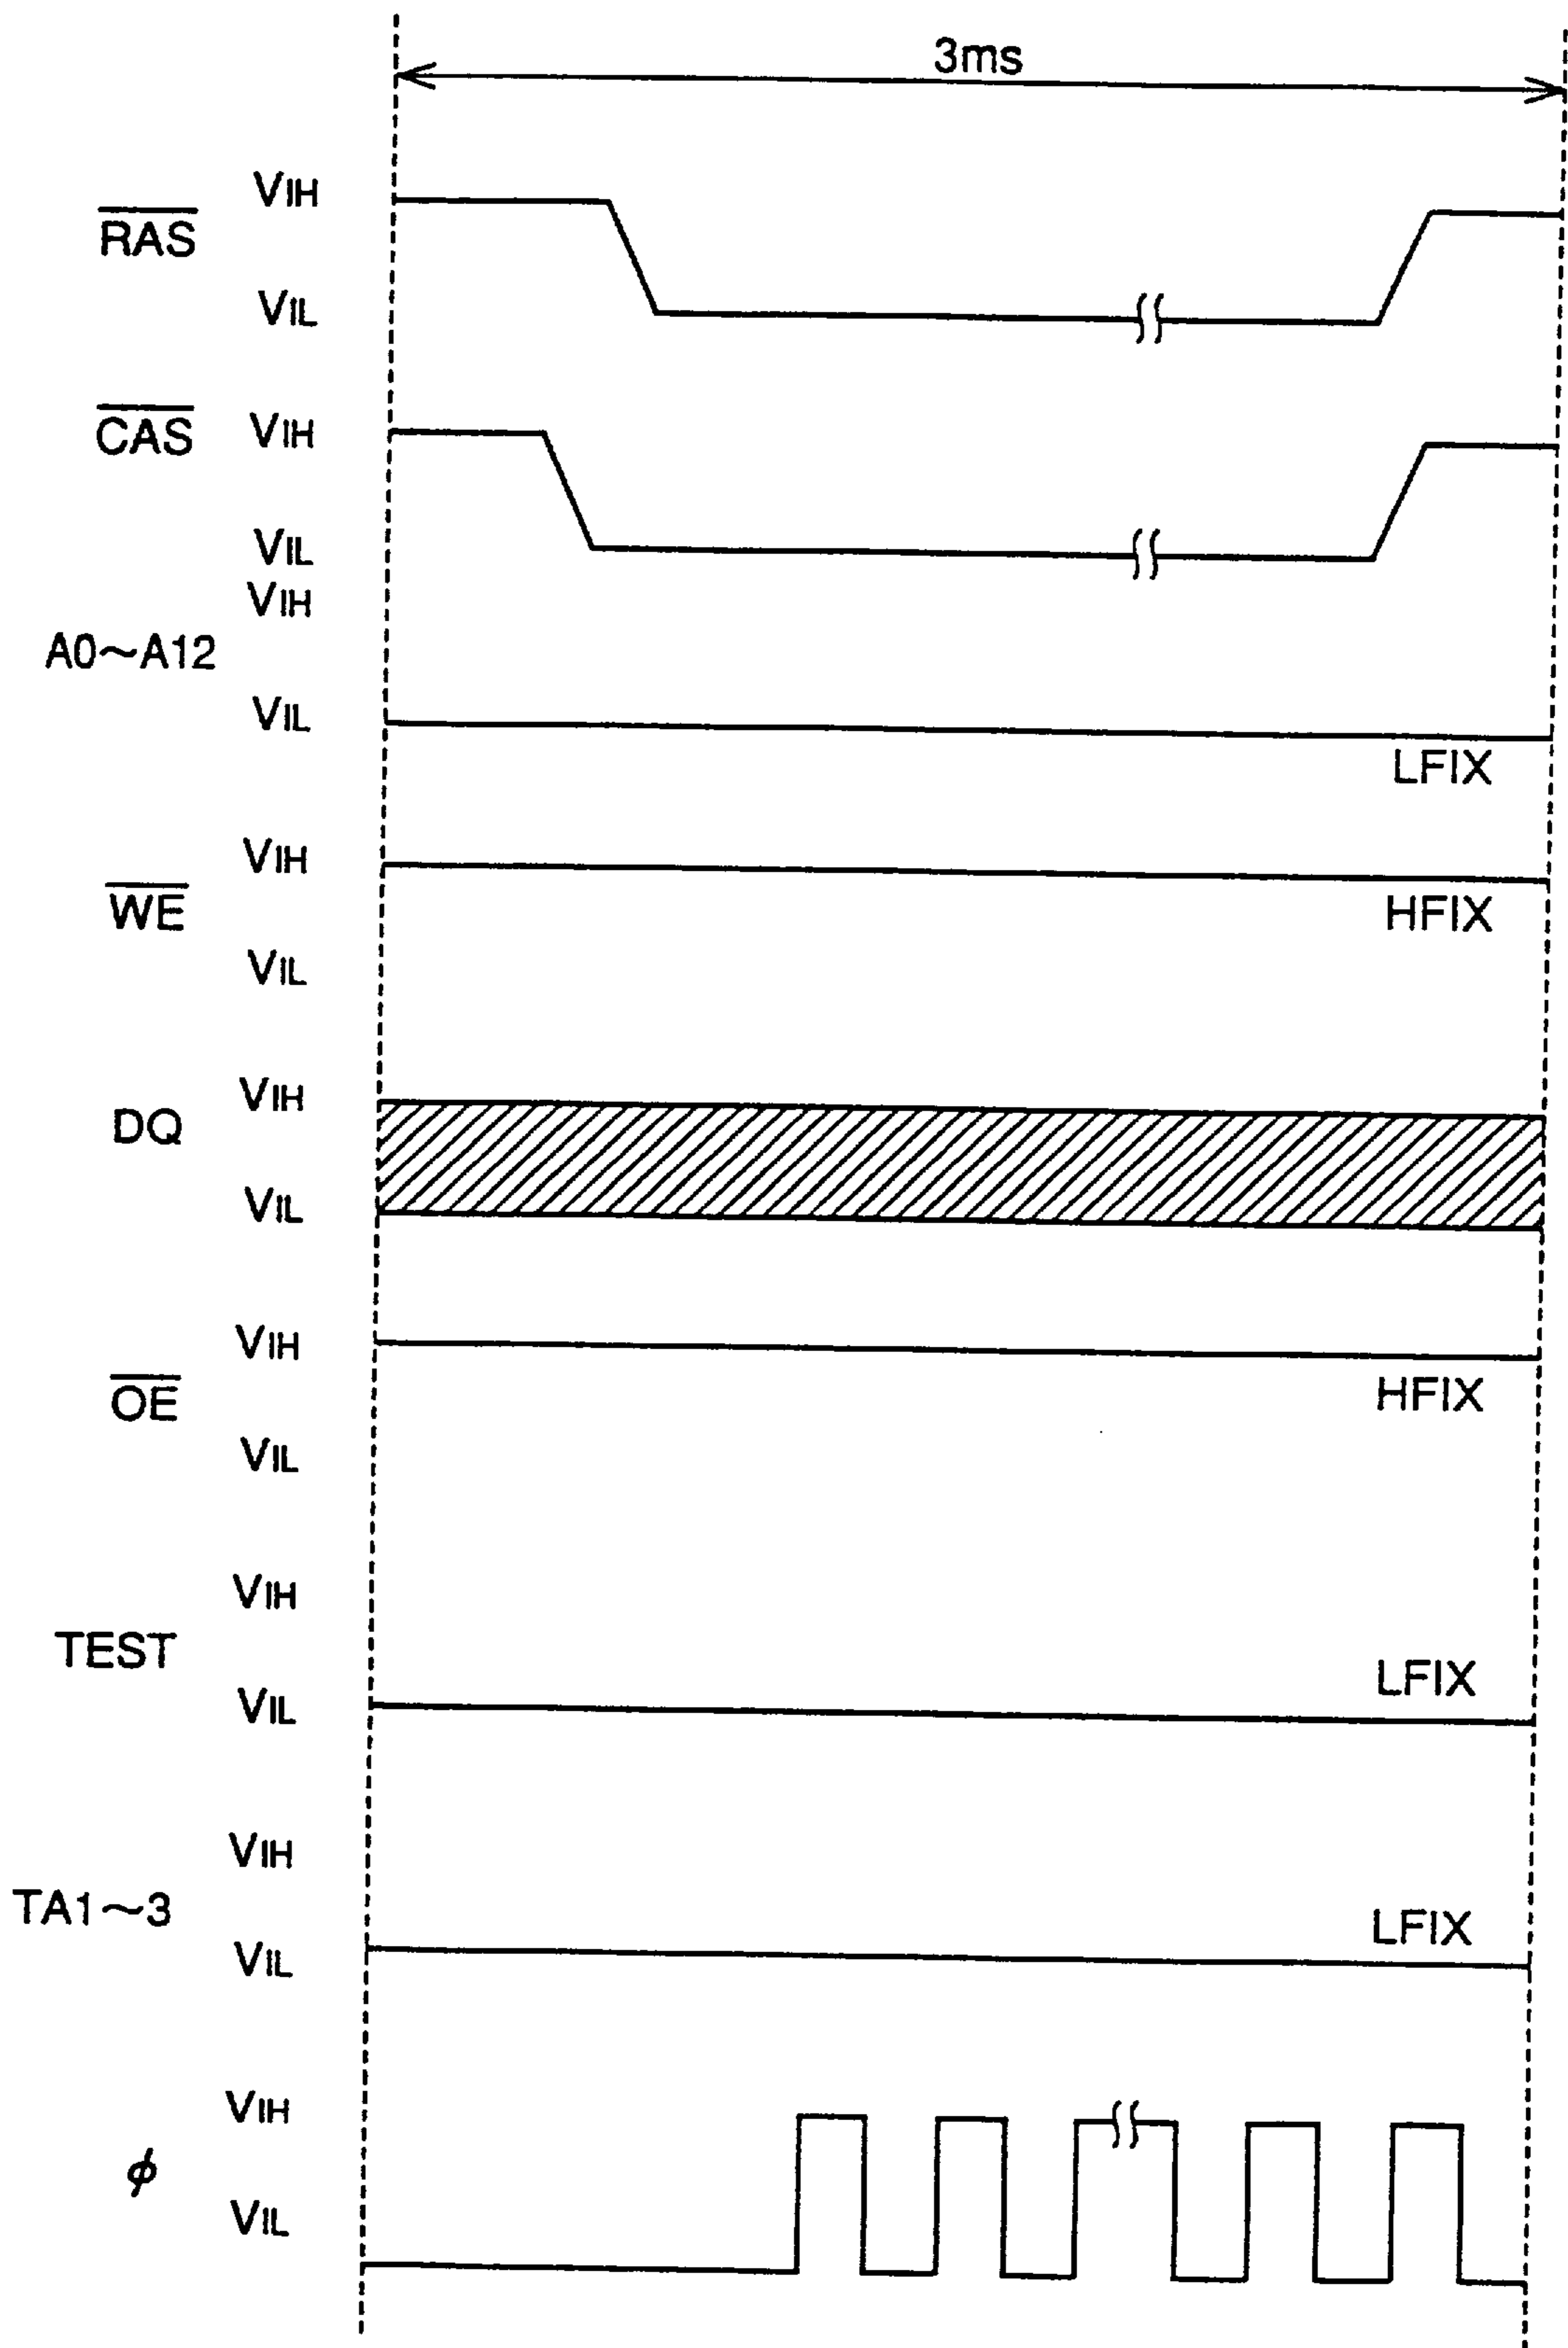 3ms
VIH
RAS
VIL
CAS VIH
VIL
VIH
A0~A12
VIL
LFIX
VIH
WE HFIX
VIL
VIH
DQ
VIL
VIH
OE HFIX
VIL
VIH
TEST LFIX
VIL
VIH
TA1~3 LFIX
VIL
VIH
ϕ
VIL